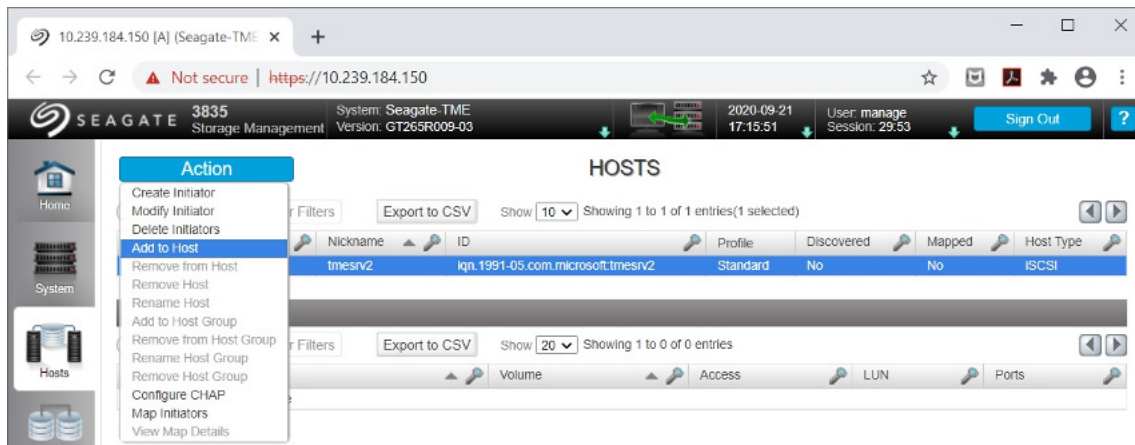 10.239.184.150 [A] (Seagate-TME
Not secure | https://10.239.184.150
SEAGATE
3835
Storage Management
System: Seagate-TME
Version: GT265R009-03
2020-09-21
17:15:51
User: manage
Session: 29:53
Sign Out
?
Home
System
Hosts
Action
HOSTS
Create Initiator
Modify Initiator
Delete Initiators
Add to Host
Remove from Host
Remove Host
Rename Host
Add to Host Group
Remove from Host Group
Rename Host Group
Remove Host Group
Configure CHAP
Map Initiators
View Map Details
r Filters Export to CSV Show 10 Showing 1 to 1 of 1 entries(1 selected)
Nickname ID Profile Discovered Mapped Host Type
tmesrv2 iqn.1991-05.com.microsoft:tmesrv2 Standard No No iSCSI
r Filters Export to CSV Show 20 Showing 1 to 0 of 0 entries
Volume Access LUN Ports